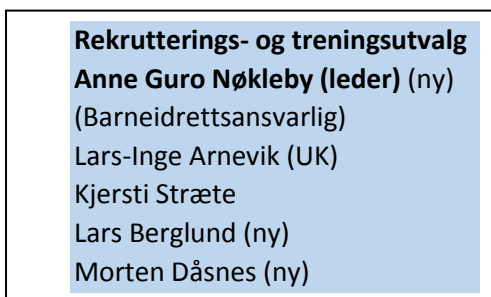 Rekrutterings- og treningsutvalg
Anne Guro Nøkleby (leder) (ny)
(Barneidrettsansvarlig)
Lars-Inge Arnevik (UK)
Kjersti Stræte
Lars Berglund (ny)
Morten Dåsnes (ny)